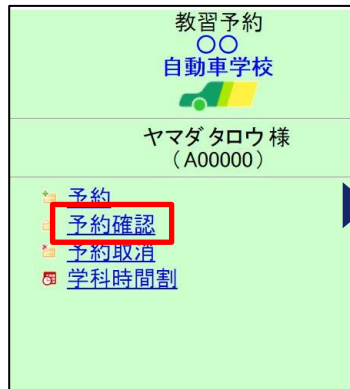 教習予約
○○
自動車学校
ヤマダ タロウ 様
（A00000）
予約
予約確認
予約取消
学科時間割